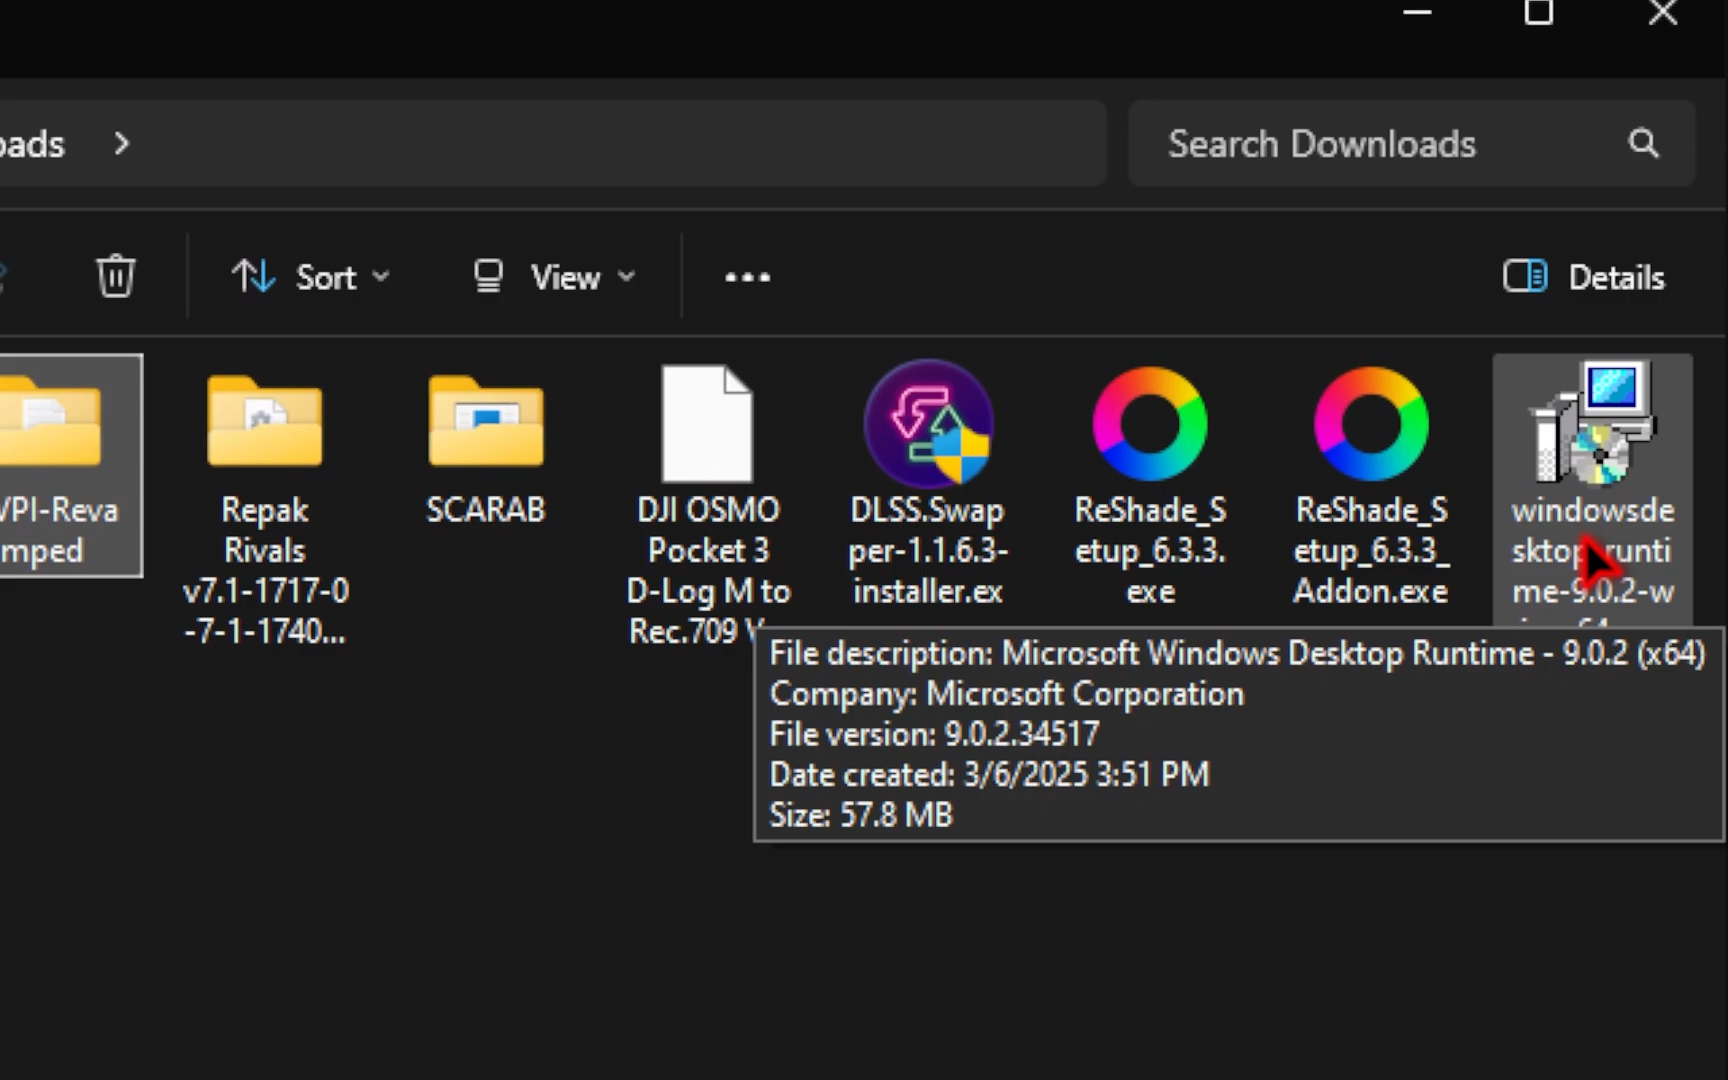 oads
Search Downloads
Sort
View
Details
VPI-Reva
mped
Repak
Rivals
v7.1-1717-0
-7-1-1740...
SCARAB
DJI OSMO
Pocket 3
D-Log M to
Rec.709 V
DLSS.Swap
per-1.1.6.3-
installer.ex
ReShade_S
etup_6.3.3.
exe
ReShade_S
etup_6.3.3_
Addon.exe
windowsde
sktop-runti
me-9.0.2-w
File description: Microsoft Windows Desktop Runtime - 9.0.2 (x64)
Company: Microsoft Corporation
File version: 9.0.2.34517
Date created: 3/6/2025 3:51 PM
Size: 57.8 MB